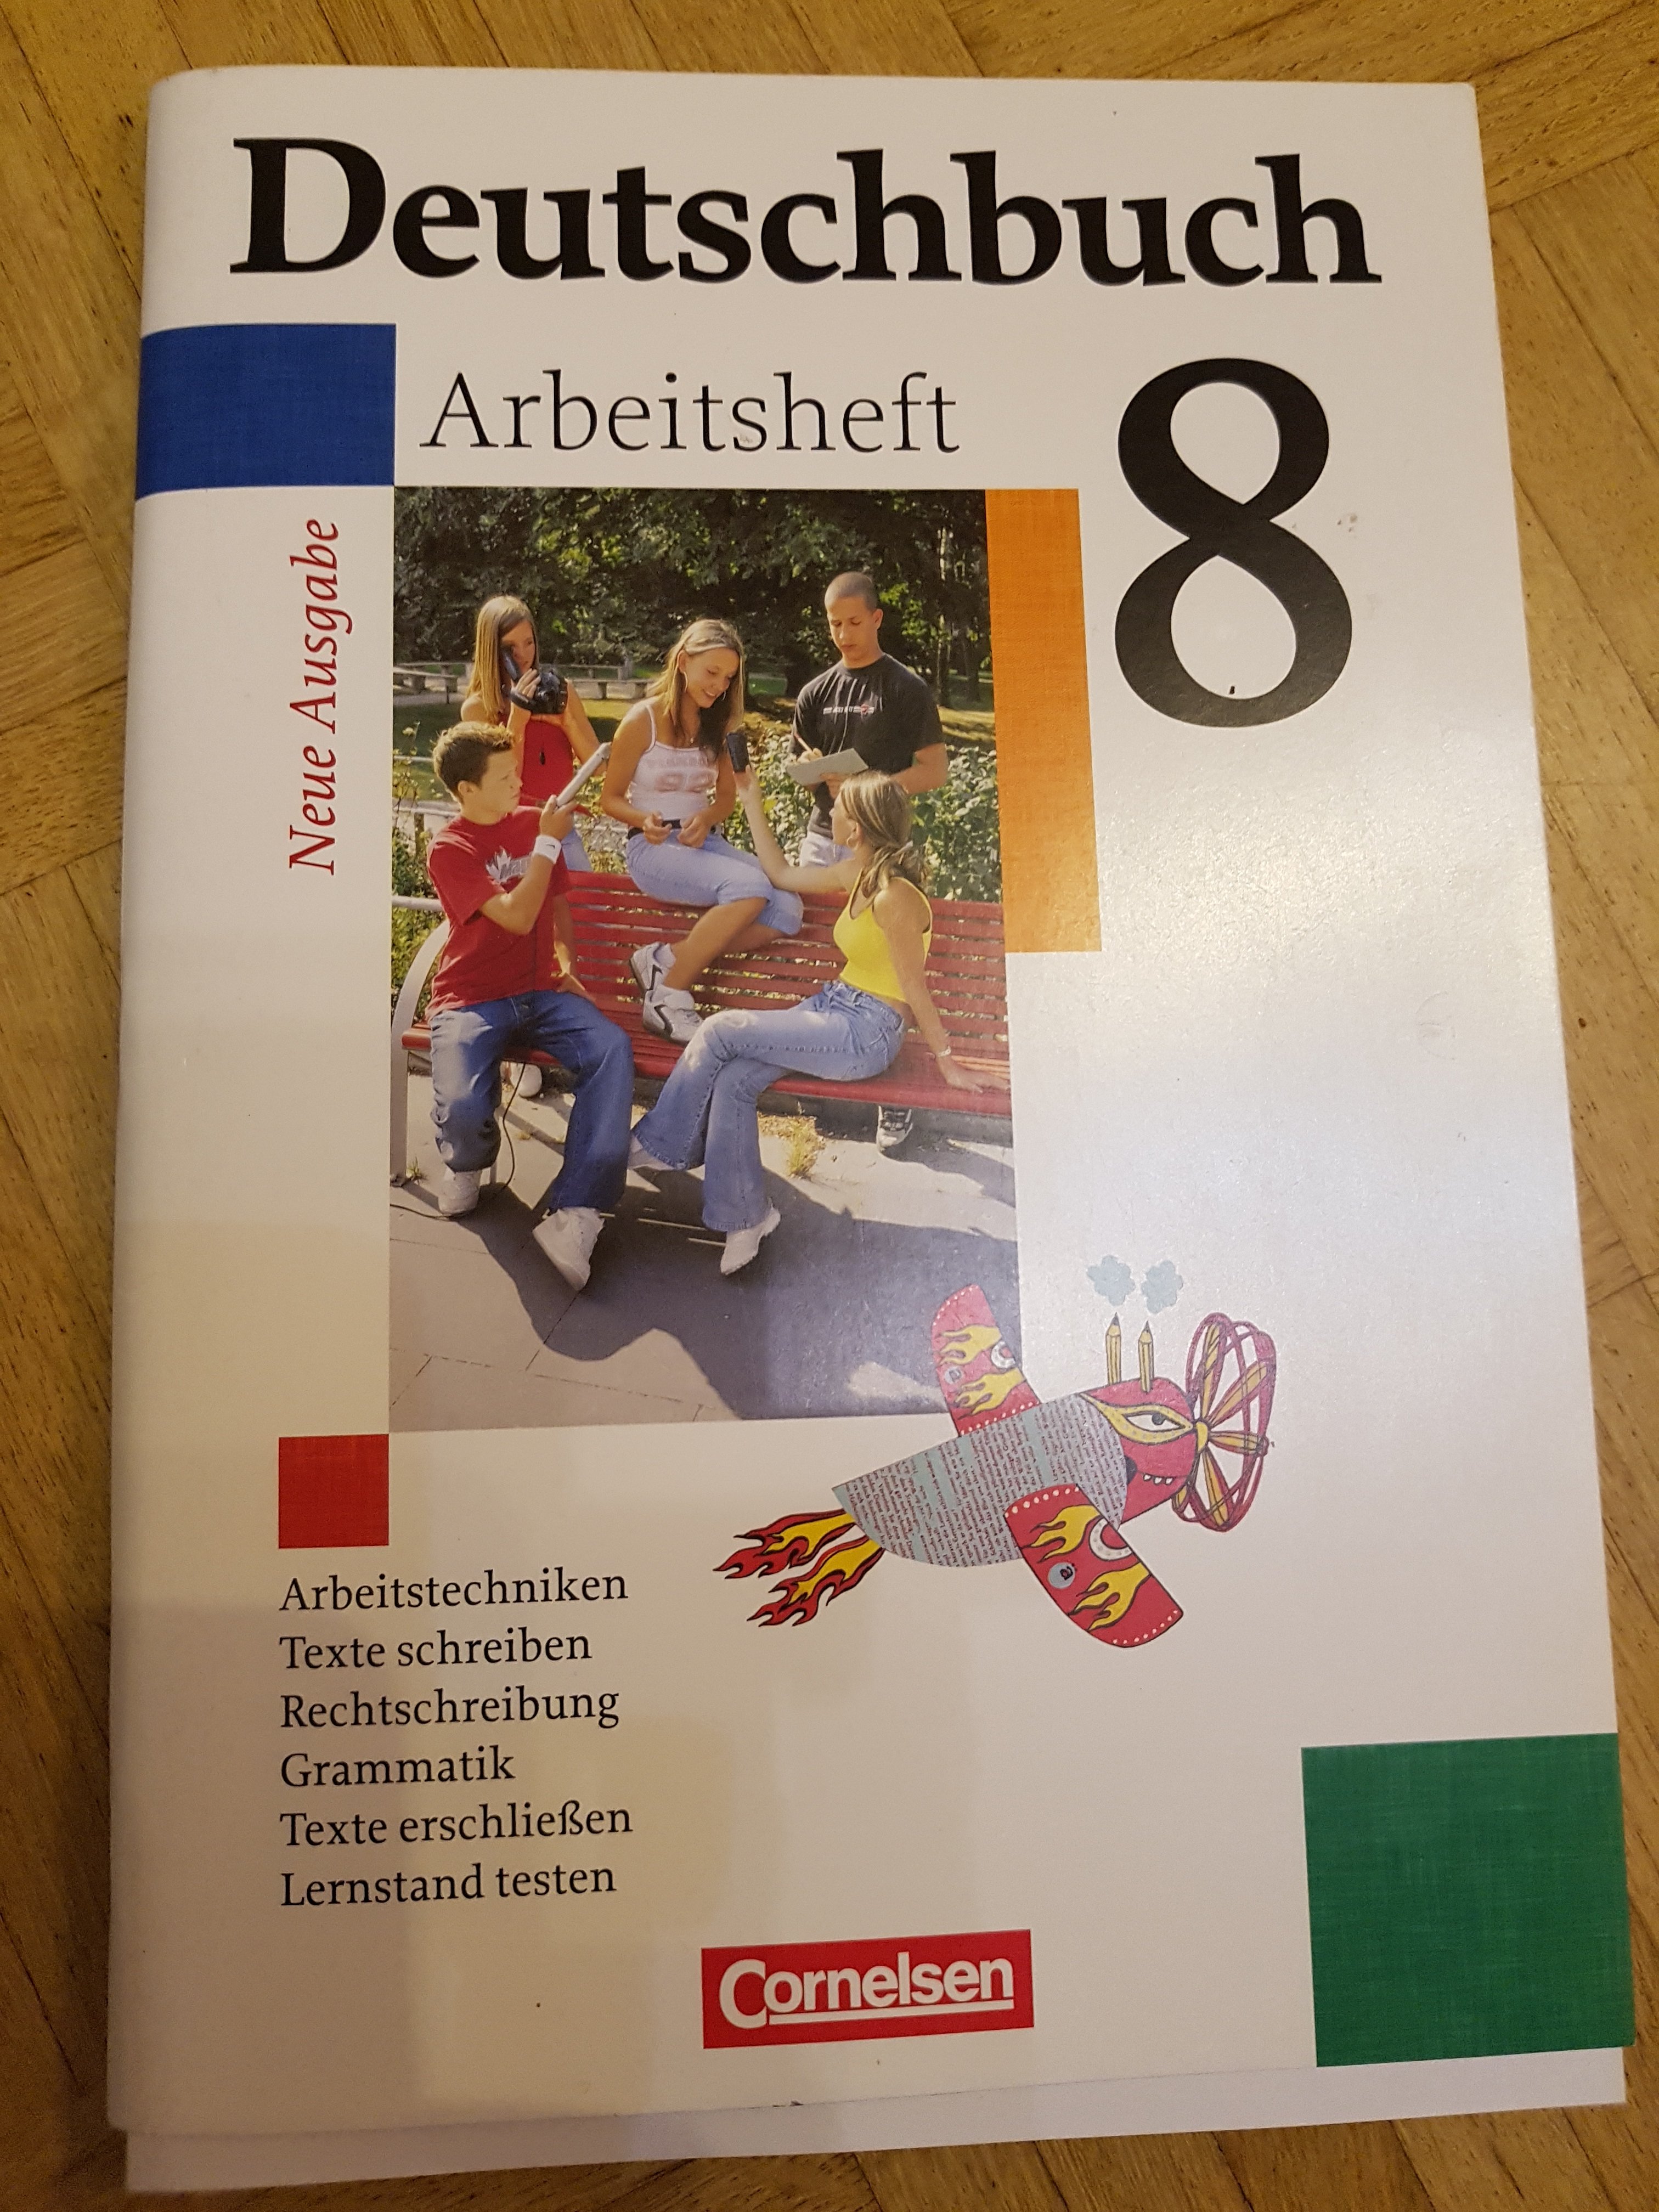 Deutschbuch
Arbeitsheft
8
Neue Ausgabe
Arbeitstechniken
Texte schreiben
Rechtschreibung
Grammatik
Texte erschließen
Lernstand testen
Cornelsen